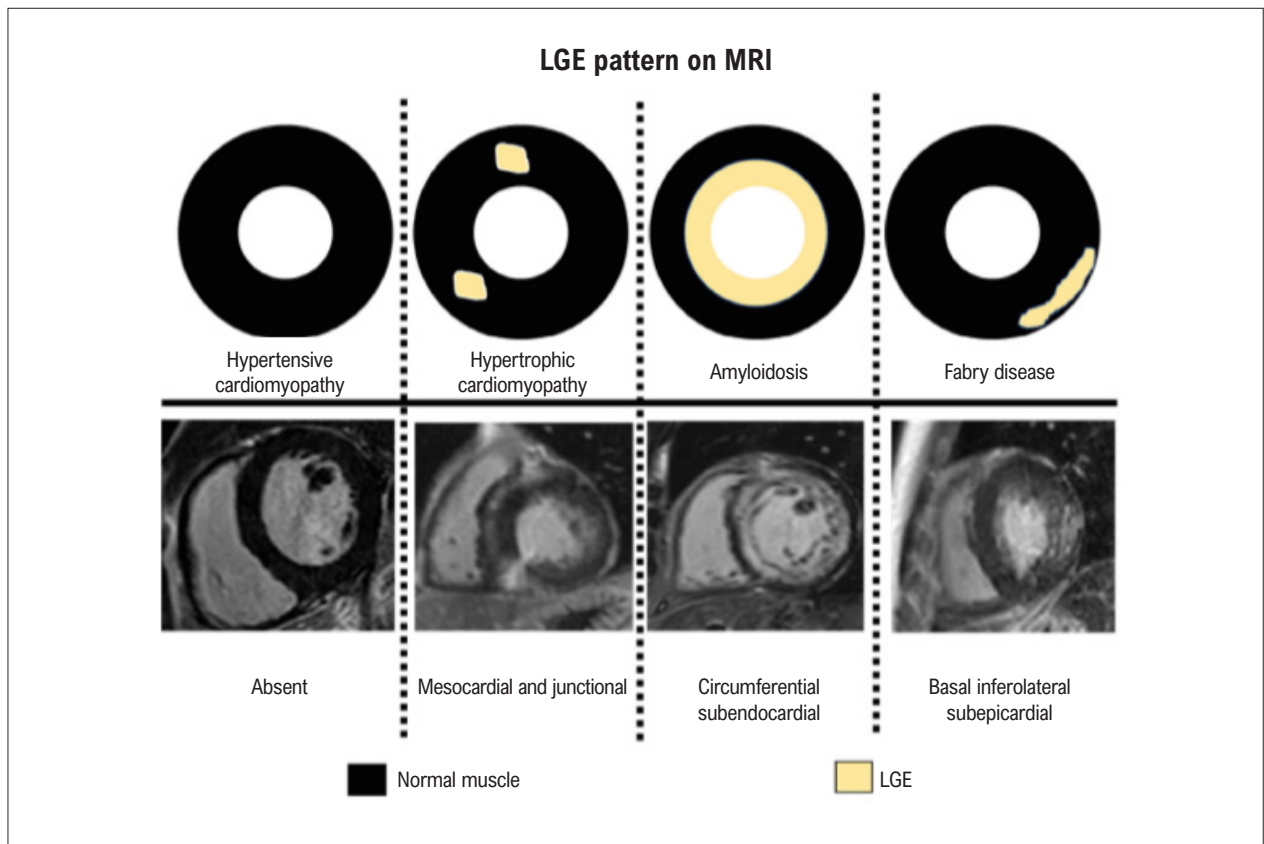 LGE pattern on MRI
Hypertensive
cardiomyopathy
Hypertrophic
cardiomyopathy
Amyloidosis
Fabry disease
Absent
Mesocardial and junctional
Circumferential
subendocardial
Basal inferolateral
subepicardial
Normal muscle
LGE